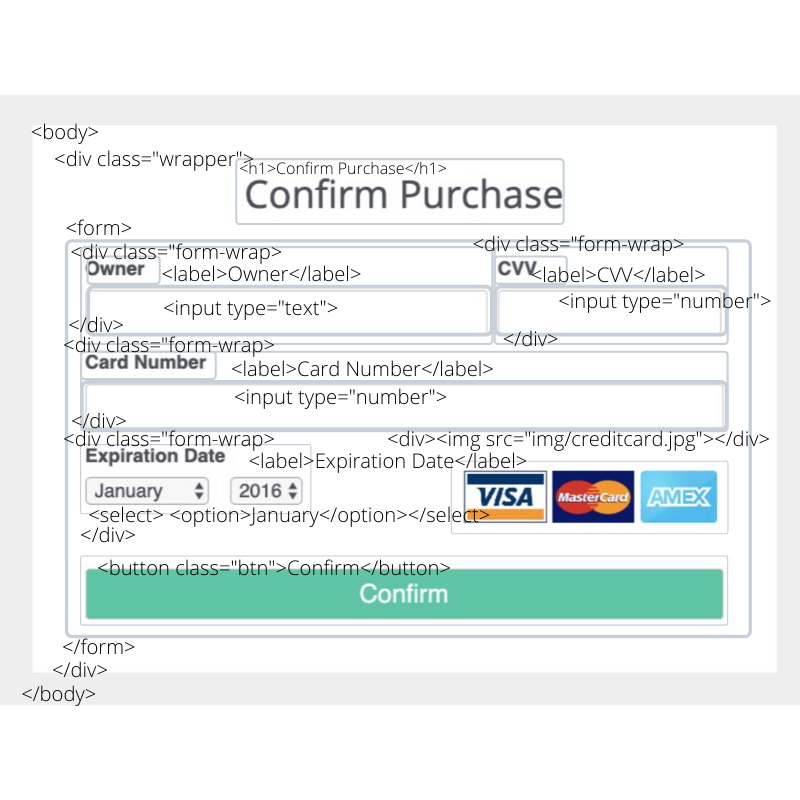 <body>
<div class="wrapper">
<h1>Confirm Purchase</h1>
Confirm Purchase
<form>
<div class="form-wrap>
Owner
<label>Owner</label>
<input type="text">
</div>
<div class="form-wrap>
CVV
<label>CVV</label>
<input type="number">
</div>
<div class="form-wrap>
Card Number
<label>Card Number</label>
<input type="number">
</div>
<div class="form-wrap>
Expiration Date
<label>Expiration Date</label>
January
2016
<select> <option>January</option></select>
</div>
<div><img src="img/creditcard.jpg"></div>
VISA
MasterCard
AMEX
<button class="btn">Confirm</button>
Confirm
</form>
</div>
</body>